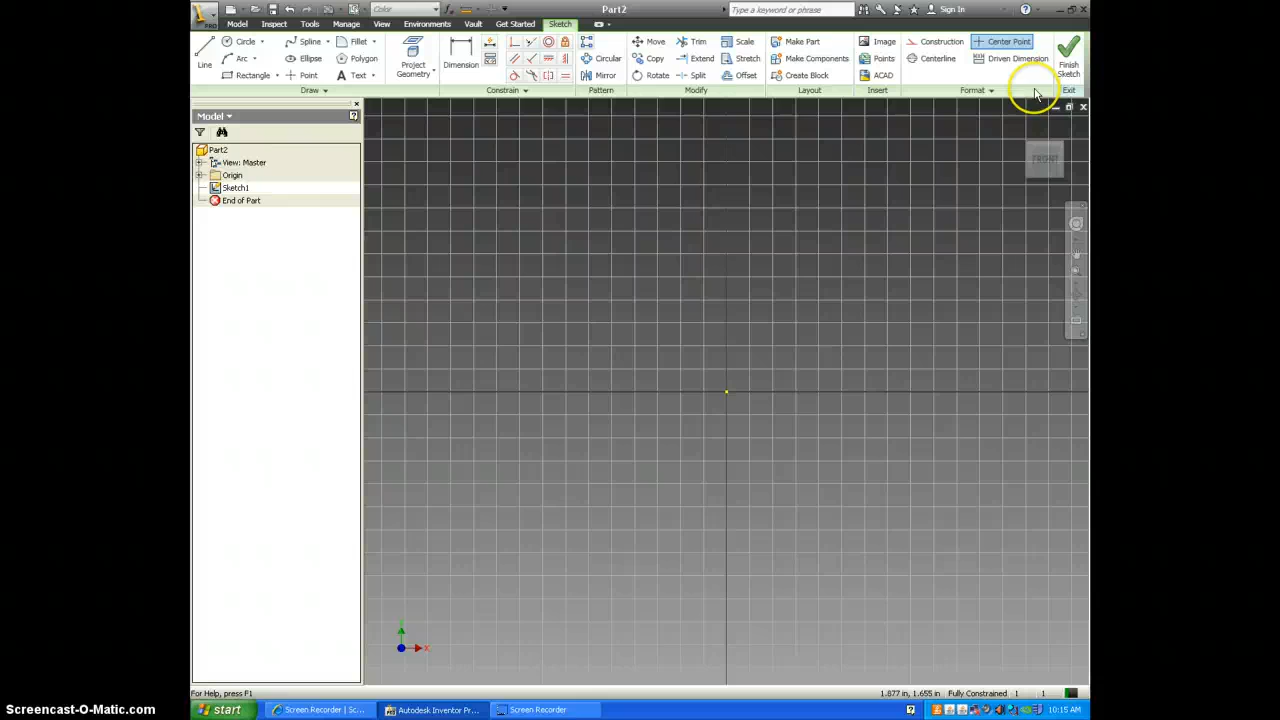 Color
Part2
Type a keyword or phrase
Sign In
PRO
Model Inspect Tools Manage View Environments Vault Get Started Sketch
Line
Circle
Arc
Rectangle
Spline
Ellipse
Point
Fillet
Polygon
Text
Project
Geometry
Dimension
Circular
Mirror
Move
Copy
Rotate
Trim
Extend
Split
Scale
Stretch
Offset
Make Part
Make Components
Create Block
Image
Points
ACAD
Construction
Centerline
Center Point
Driven Dimension
Finish
Sketch
Draw
Constrain
Pattern
Modify
Layout
Insert
Format
Exit
Model
Part2
View: Master
Origin
Sketch1
End of Part
FRONT
X
For Help, press F1
1.877 in, 1.655 in Fully Constrained 1 1
start
Screen Recorder | Sc...
Autodesk Inventor Pr...
Screen Recorder
10:15 AM
Screencast-O-Matic.com